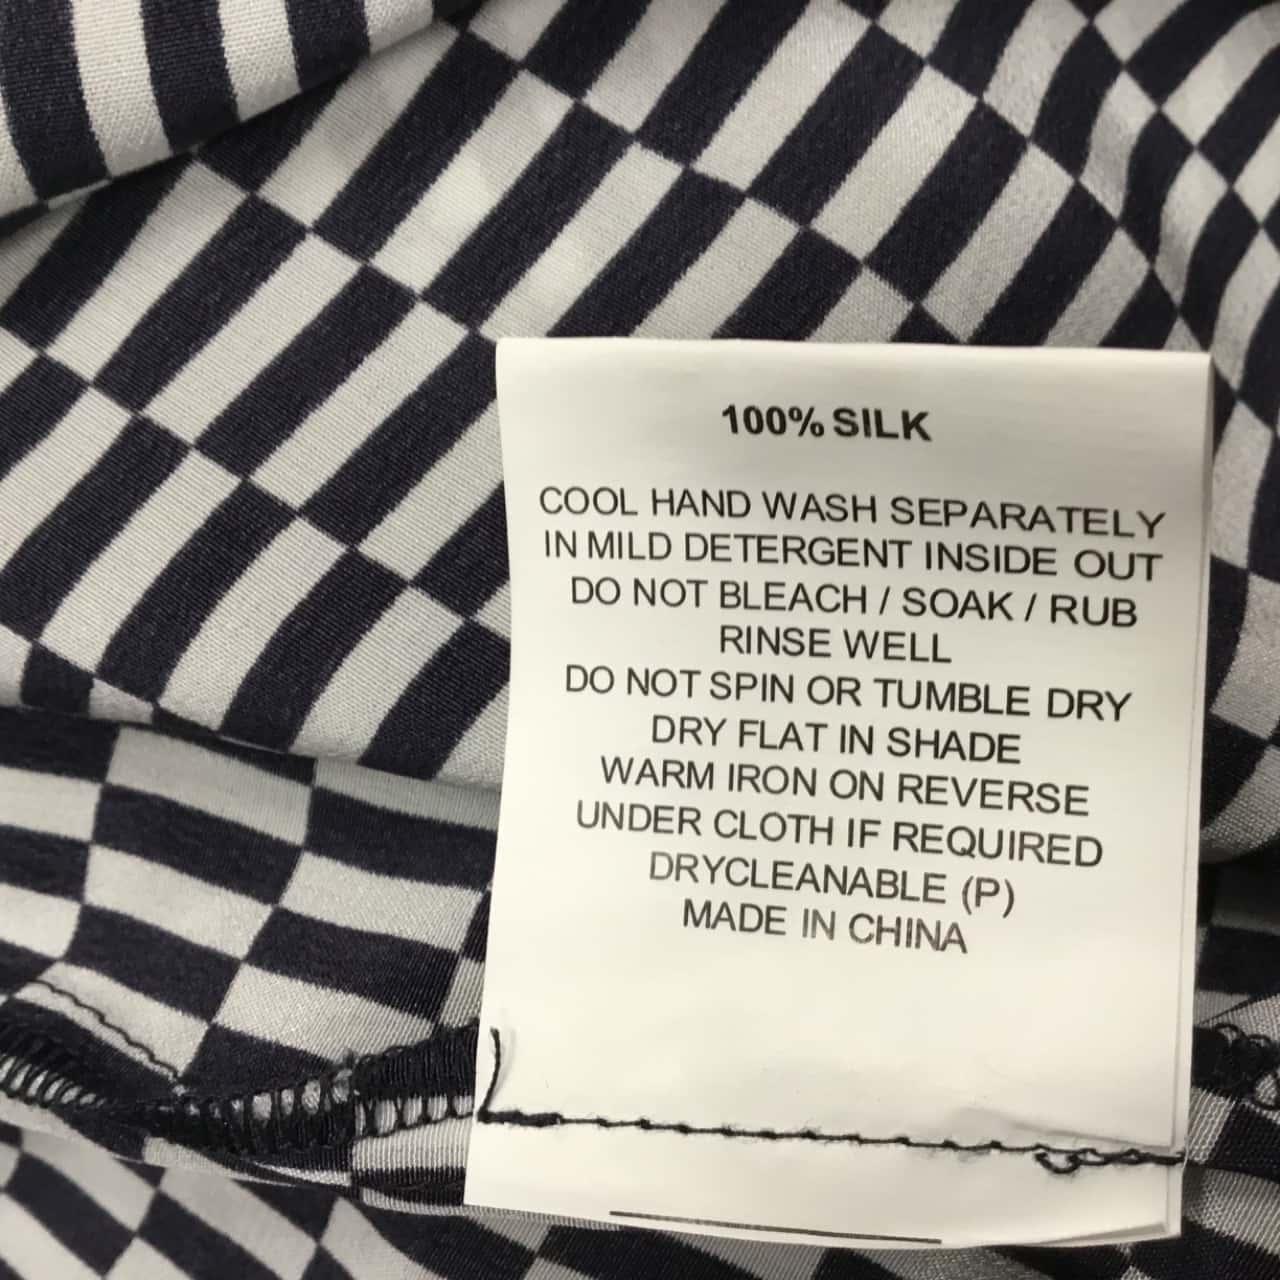 100% SILK
COOL HAND WASH SEPARATELY
IN MILD DETERGENT INSIDE OUT
DO NOT BLEACH / SOAK / RUB
RINSE WELL
DO NOT SPIN OR TUMBLE DRY
DRY FLAT IN SHADE
WARM IRON ON REVERSE
UNDER CLOTH IF REQUIRED
DRYCLEANABLE (P)
MADE IN CHINA